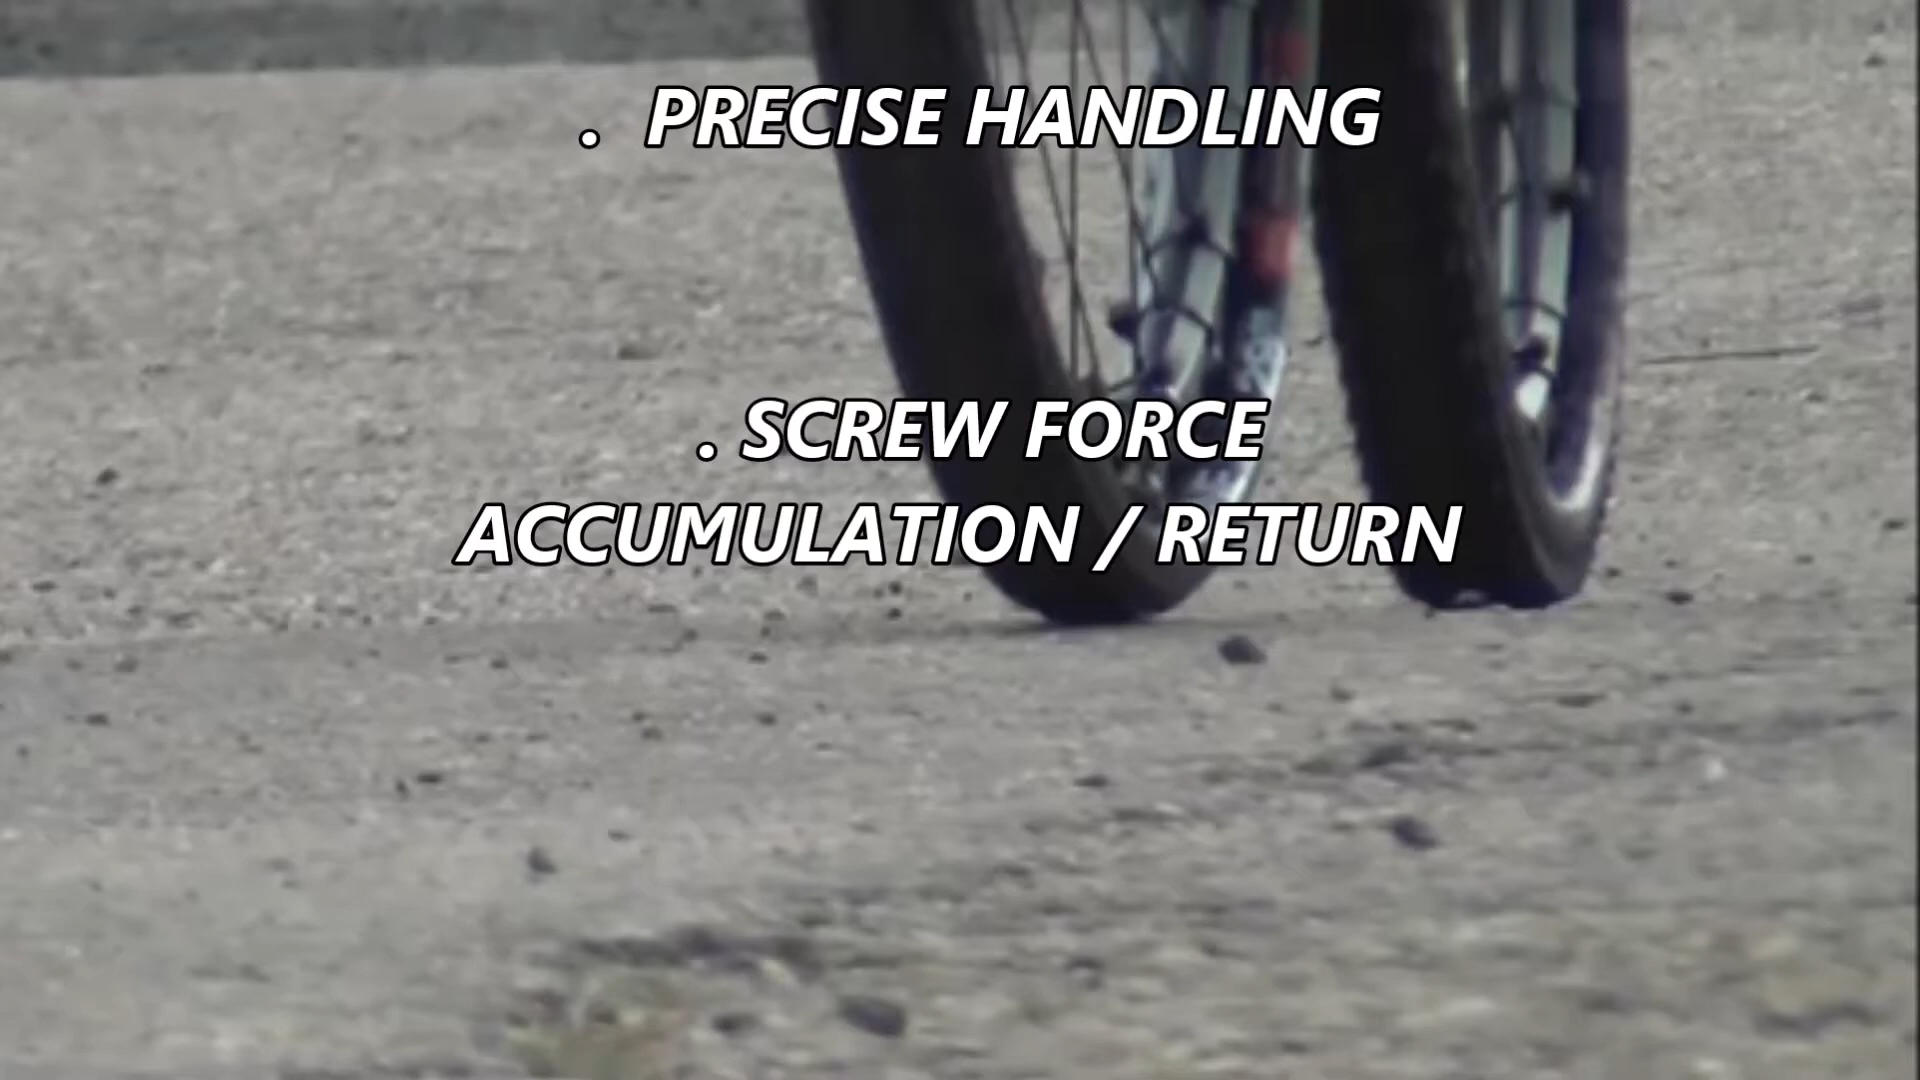 . PRECISE HANDLING
. SCREW FORCE
ACCUMULATION / RETURN